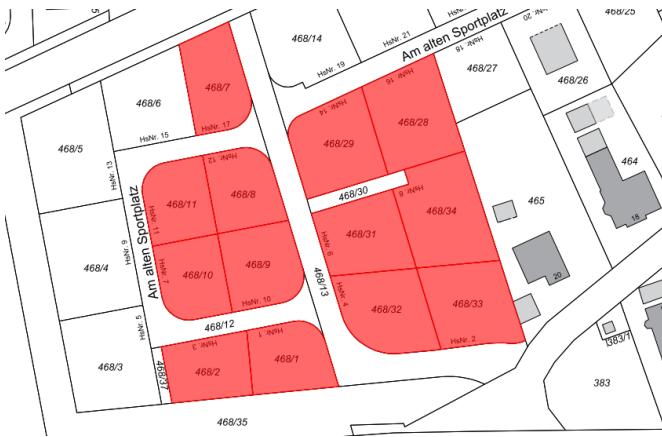 468/25
20
HsNr. 21
468/14
Am alten Sportplatz
HsNr. 18
HsNr. 19
468/27
468/26
468/7
HsNr. 16
468/6
HsNr. 14
468/28
HsNr. 17
HsNr. 15
468/29
468/5
HsNr. 13
HsNr. 12
464
468/30
HsNr. 8
468/11
468/8
465
Am alten Sportplatz
HsNr. 11
468/34
18
HsNr. 9
468/31
HsNr. 6
468/4
HsNr. 7
468/10
468/9
20
468/13
HsNr. 4
HsNr. 10
468/32
468/33
HsNr. 5
468/12
HsNr. 3
HsNr. 1
HsNr. 2
383/1
468/3
468/37
468/2
468/1
383
468/35